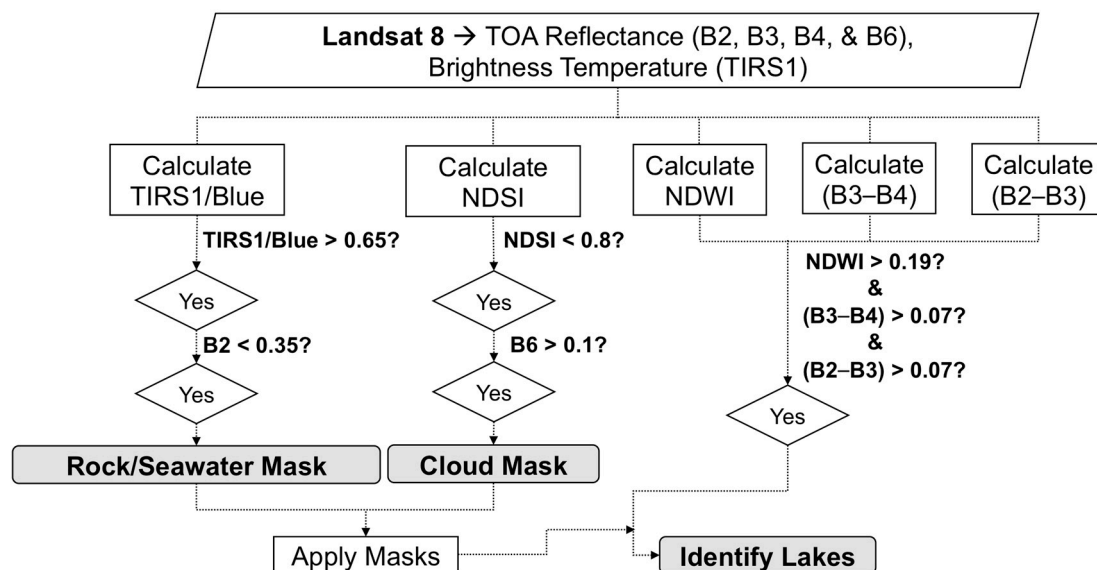 Landsat 8 → TOA Reflectance (B2, B3, B4, & B6),
Brightness Temperature (TIRS1)
Calculate
TIRS1/Blue
Calculate
NDSI
Calculate
NDWI
Calculate
(B3–B4)
Calculate
(B2–B3)
TIRS1/Blue > 0.65?
NDSI < 0.8?
NDWI > 0.19?
&
(B3–B4) > 0.07?
&
(B2–B3) > 0.07?
Yes
Yes
B2 < 0.35?
B6 > 0.1?
Yes
Yes
Yes
Rock/Seawater Mask
Cloud Mask
Apply Masks
Identify Lakes